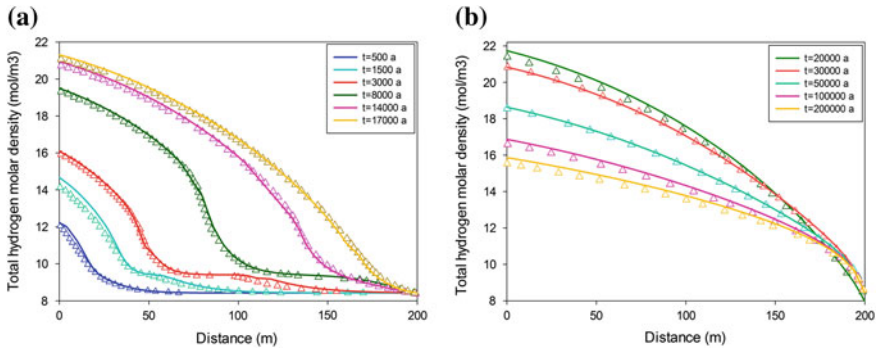 (a)
Total hydrogen molar density (mol/m3)
22
20
18
16
14
12
10
8
0
50
100
150
200
Distance (m)
t=500 a
t=1500 a
t=3000 a
t=8000 a
t=14000 a
t=17000 a
(b)
Total hydrogen molar density (mol/m3)
22
20
18
16
14
12
10
8
0
50
100
150
200
Distance (m)
t=20000 a
t=30000 a
t=50000 a
t=100000 a
t=200000 a